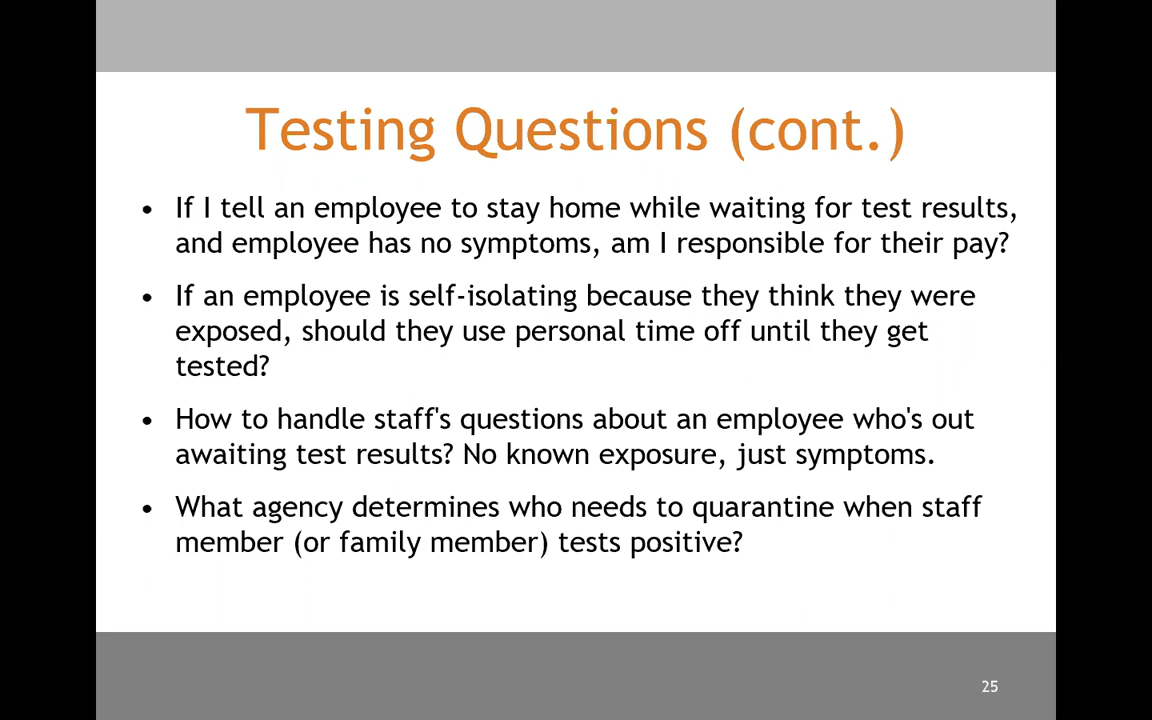 Testing Questions (cont.)
• If I tell an employee to stay home while waiting for test results,
and employee has no symptoms, am I responsible for their pay?
• If an employee is self-isolating because they think they were
exposed, should they use personal time off until they get
tested?
• How to handle staff's questions about an employee who's out
awaiting test results? No known exposure, just symptoms.
• What agency determines who needs to quarantine when staff
member (or family member) tests positive?
25